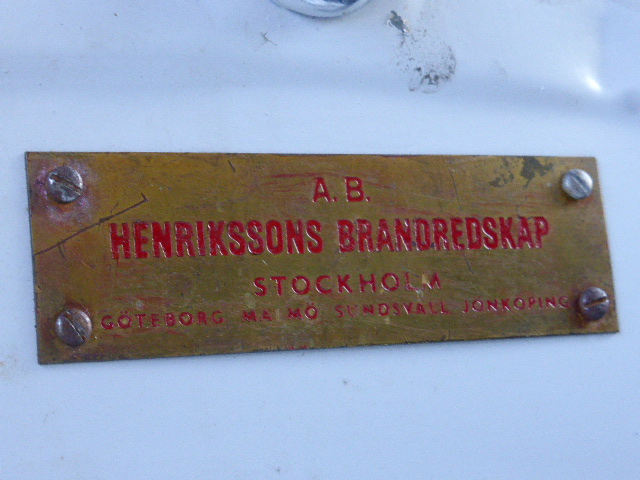 A. B.
HENRIKSSONS BRANDREDSKAP
STOCKHOLM
GÖTEBORG MALMÖ SUNDSVALL JÖNKÖPING